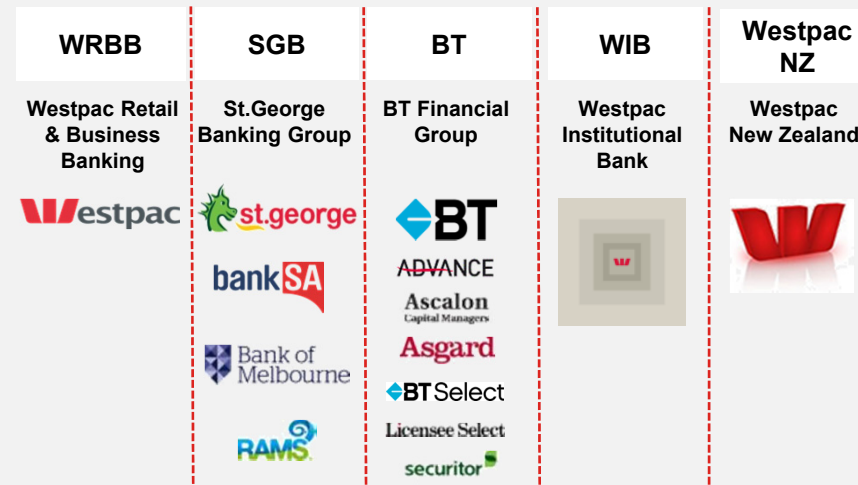 WRBB
SGB
BT
WIB
Westpac
NZ
Westpac Retail
& Business
Banking
St.George
Banking Group
BT Financial
Group
Westpac
Institutional
Bank
Westpac
New Zealand
Westpac
st.george
bankSA
Bank of
Melbourne
RAMS
BT
ADVANCE
Ascalon
Capital Managers
Asgard
BT Select
Licensee Select
securitor
W
W